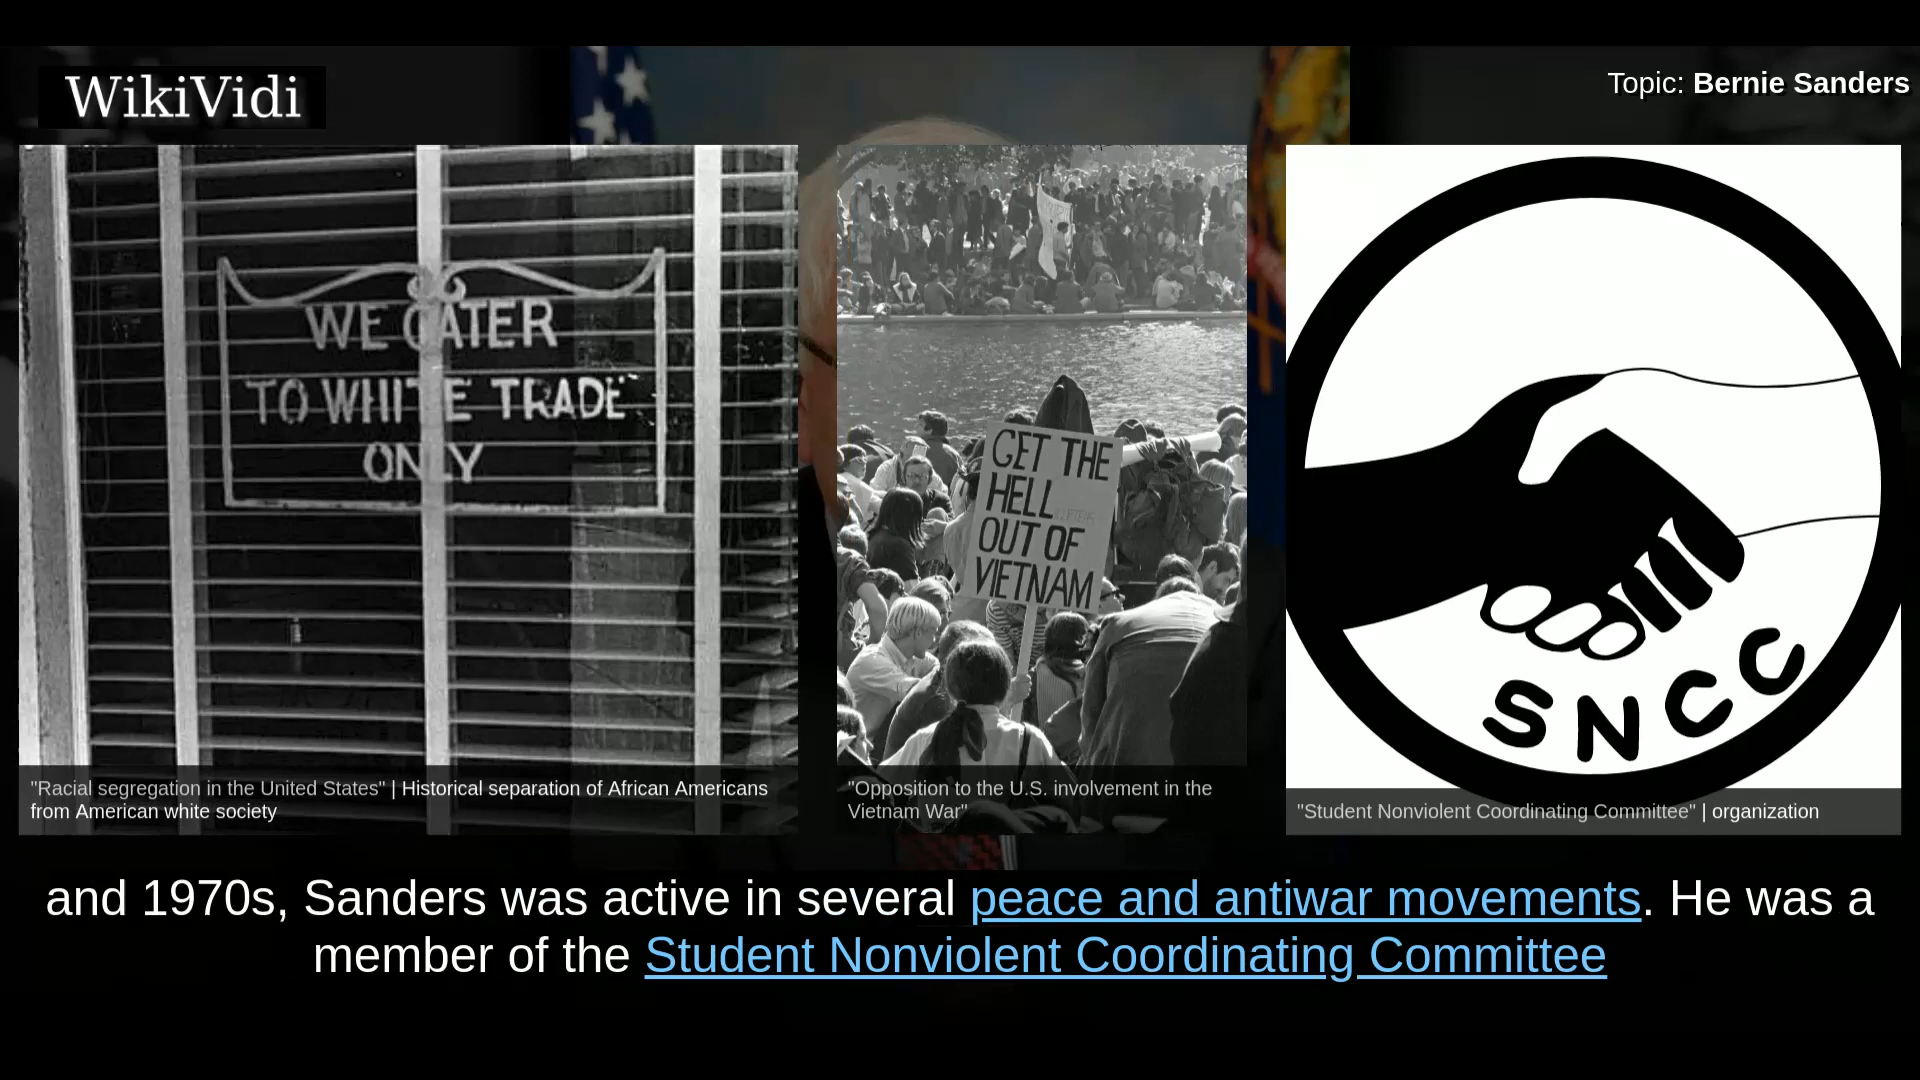 WikiVidi
Topic: Bernie Sanders
WE CATER
TO WHITE TRADE
ONLY
"Racial segregation in the United States" | Historical separation of African Americans
from American white society
GET THE
HELL
OUT OF
VIETNAM
"Opposition to the U.S. involvement in the
Vietnam War"
SNCC
"Student Nonviolent Coordinating Committee" | organization
and 1970s, Sanders was active in several peace and antiwar movements. He was a
member of the Student Nonviolent Coordinating Committee